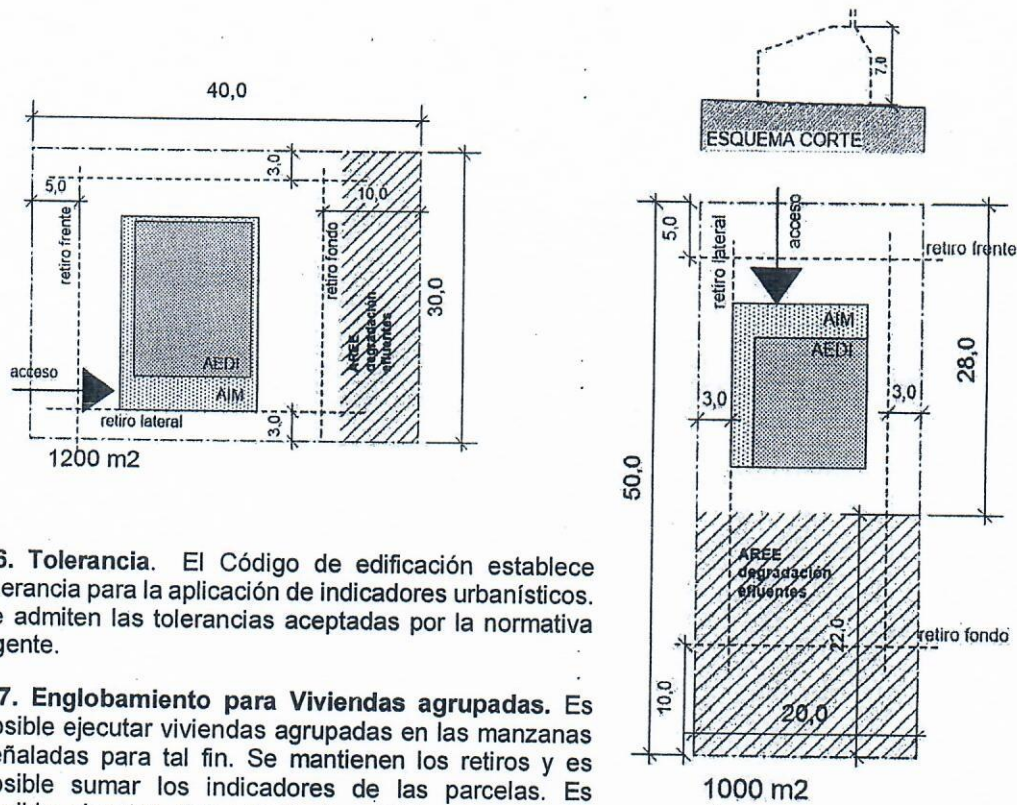 40,0
3,0
5,0
10,0
retiro frente
retiro fondo
30,0
AREE
degradación
efluentes
AEDI
acceso
AIM
retiro lateral
3,0
1200 m2
6. Tolerancia. El Código de edificación establece
erancia para la aplicación de indicadores urbanísticos.
e admiten las tolerancias aceptadas por la normativa
gente.
7. Englobamiento para Viviendas agrupadas. Es
osible ejecutar viviendas agrupadas en las manzanas
eñaladas para tal fin. Se mantienen los retiros y es
osible sumar los indicadores de las parcelas. Es
7,0
ESQUEMA CORTE
5,0
retiro lateral
acceso
retiro frente
AIM
AEDI
28,0
3,0
3,0
50,0
AREE
degradación
efluentes
22,0
retiro fondo
10,0
20,0
1000 m2